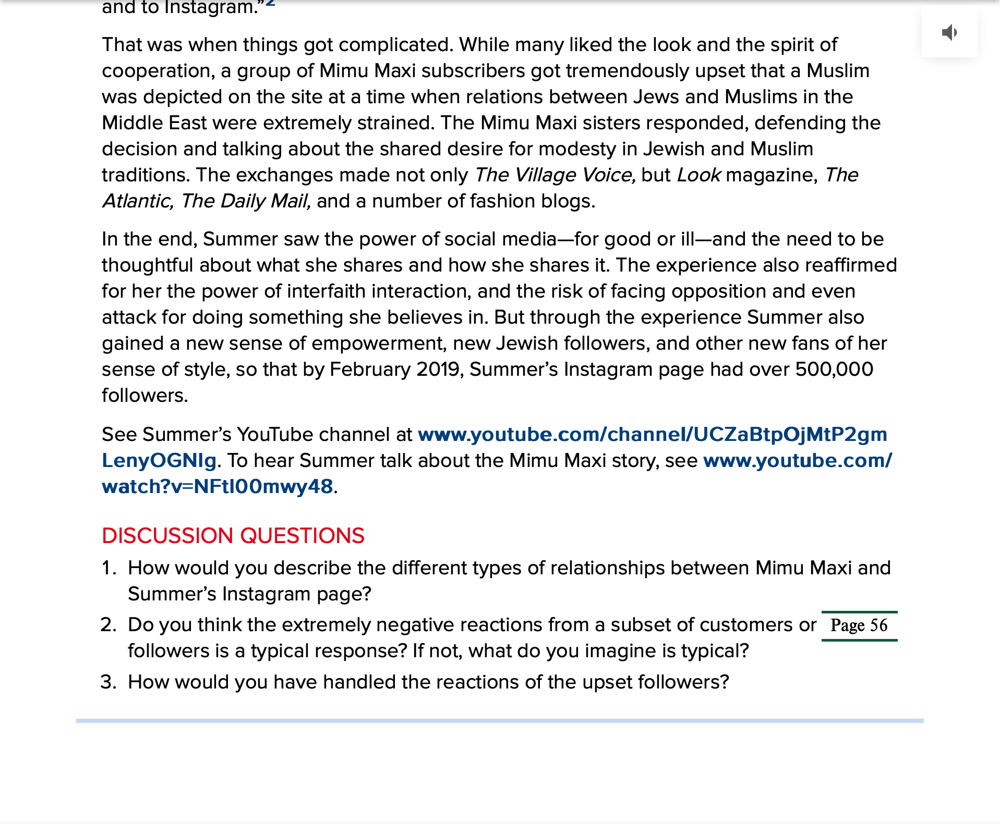 and to Instagram.”2
That was when things got complicated. While many liked the look and the spirit of
cooperation, a group of Mimu Maxi subscribers got tremendously upset that a Muslim
was depicted on the site at a time when relations between Jews and Muslims in the
Middle East were extremely strained. The Mimu Maxi sisters responded, defending the
decision and talking about the shared desire for modesty in Jewish and Muslim
traditions. The exchanges made not only The Village Voice, but Look magazine, The
Atlantic, The Daily Mail, and a number of fashion blogs.
In the end, Summer saw the power of social media—for good or ill—and the need to be
thoughtful about what she shares and how she shares it. The experience also reaffirmed
for her the power of interfaith interaction, and the risk of facing opposition and even
attack for doing something she believes in. But through the experience Summer also
gained a new sense of empowerment, new Jewish followers, and other new fans of her
sense of style, so that by February 2019, Summer’s Instagram page had over 500,000
followers.
See Summer’s YouTube channel at www.youtube.com/channel/UCZaBtpOjMtP2gm
LenyOGNIg. To hear Summer talk about the Mimu Maxi story, see www.youtube.com/
watch?v=NFtI00mwy48.
DISCUSSION QUESTIONS
1. How would you describe the different types of relationships between Mimu Maxi and
Summer’s Instagram page?
2. Do you think the extremely negative reactions from a subset of customers or Page 56
followers is a typical response? If not, what do you imagine is typical?
3. How would you have handled the reactions of the upset followers?